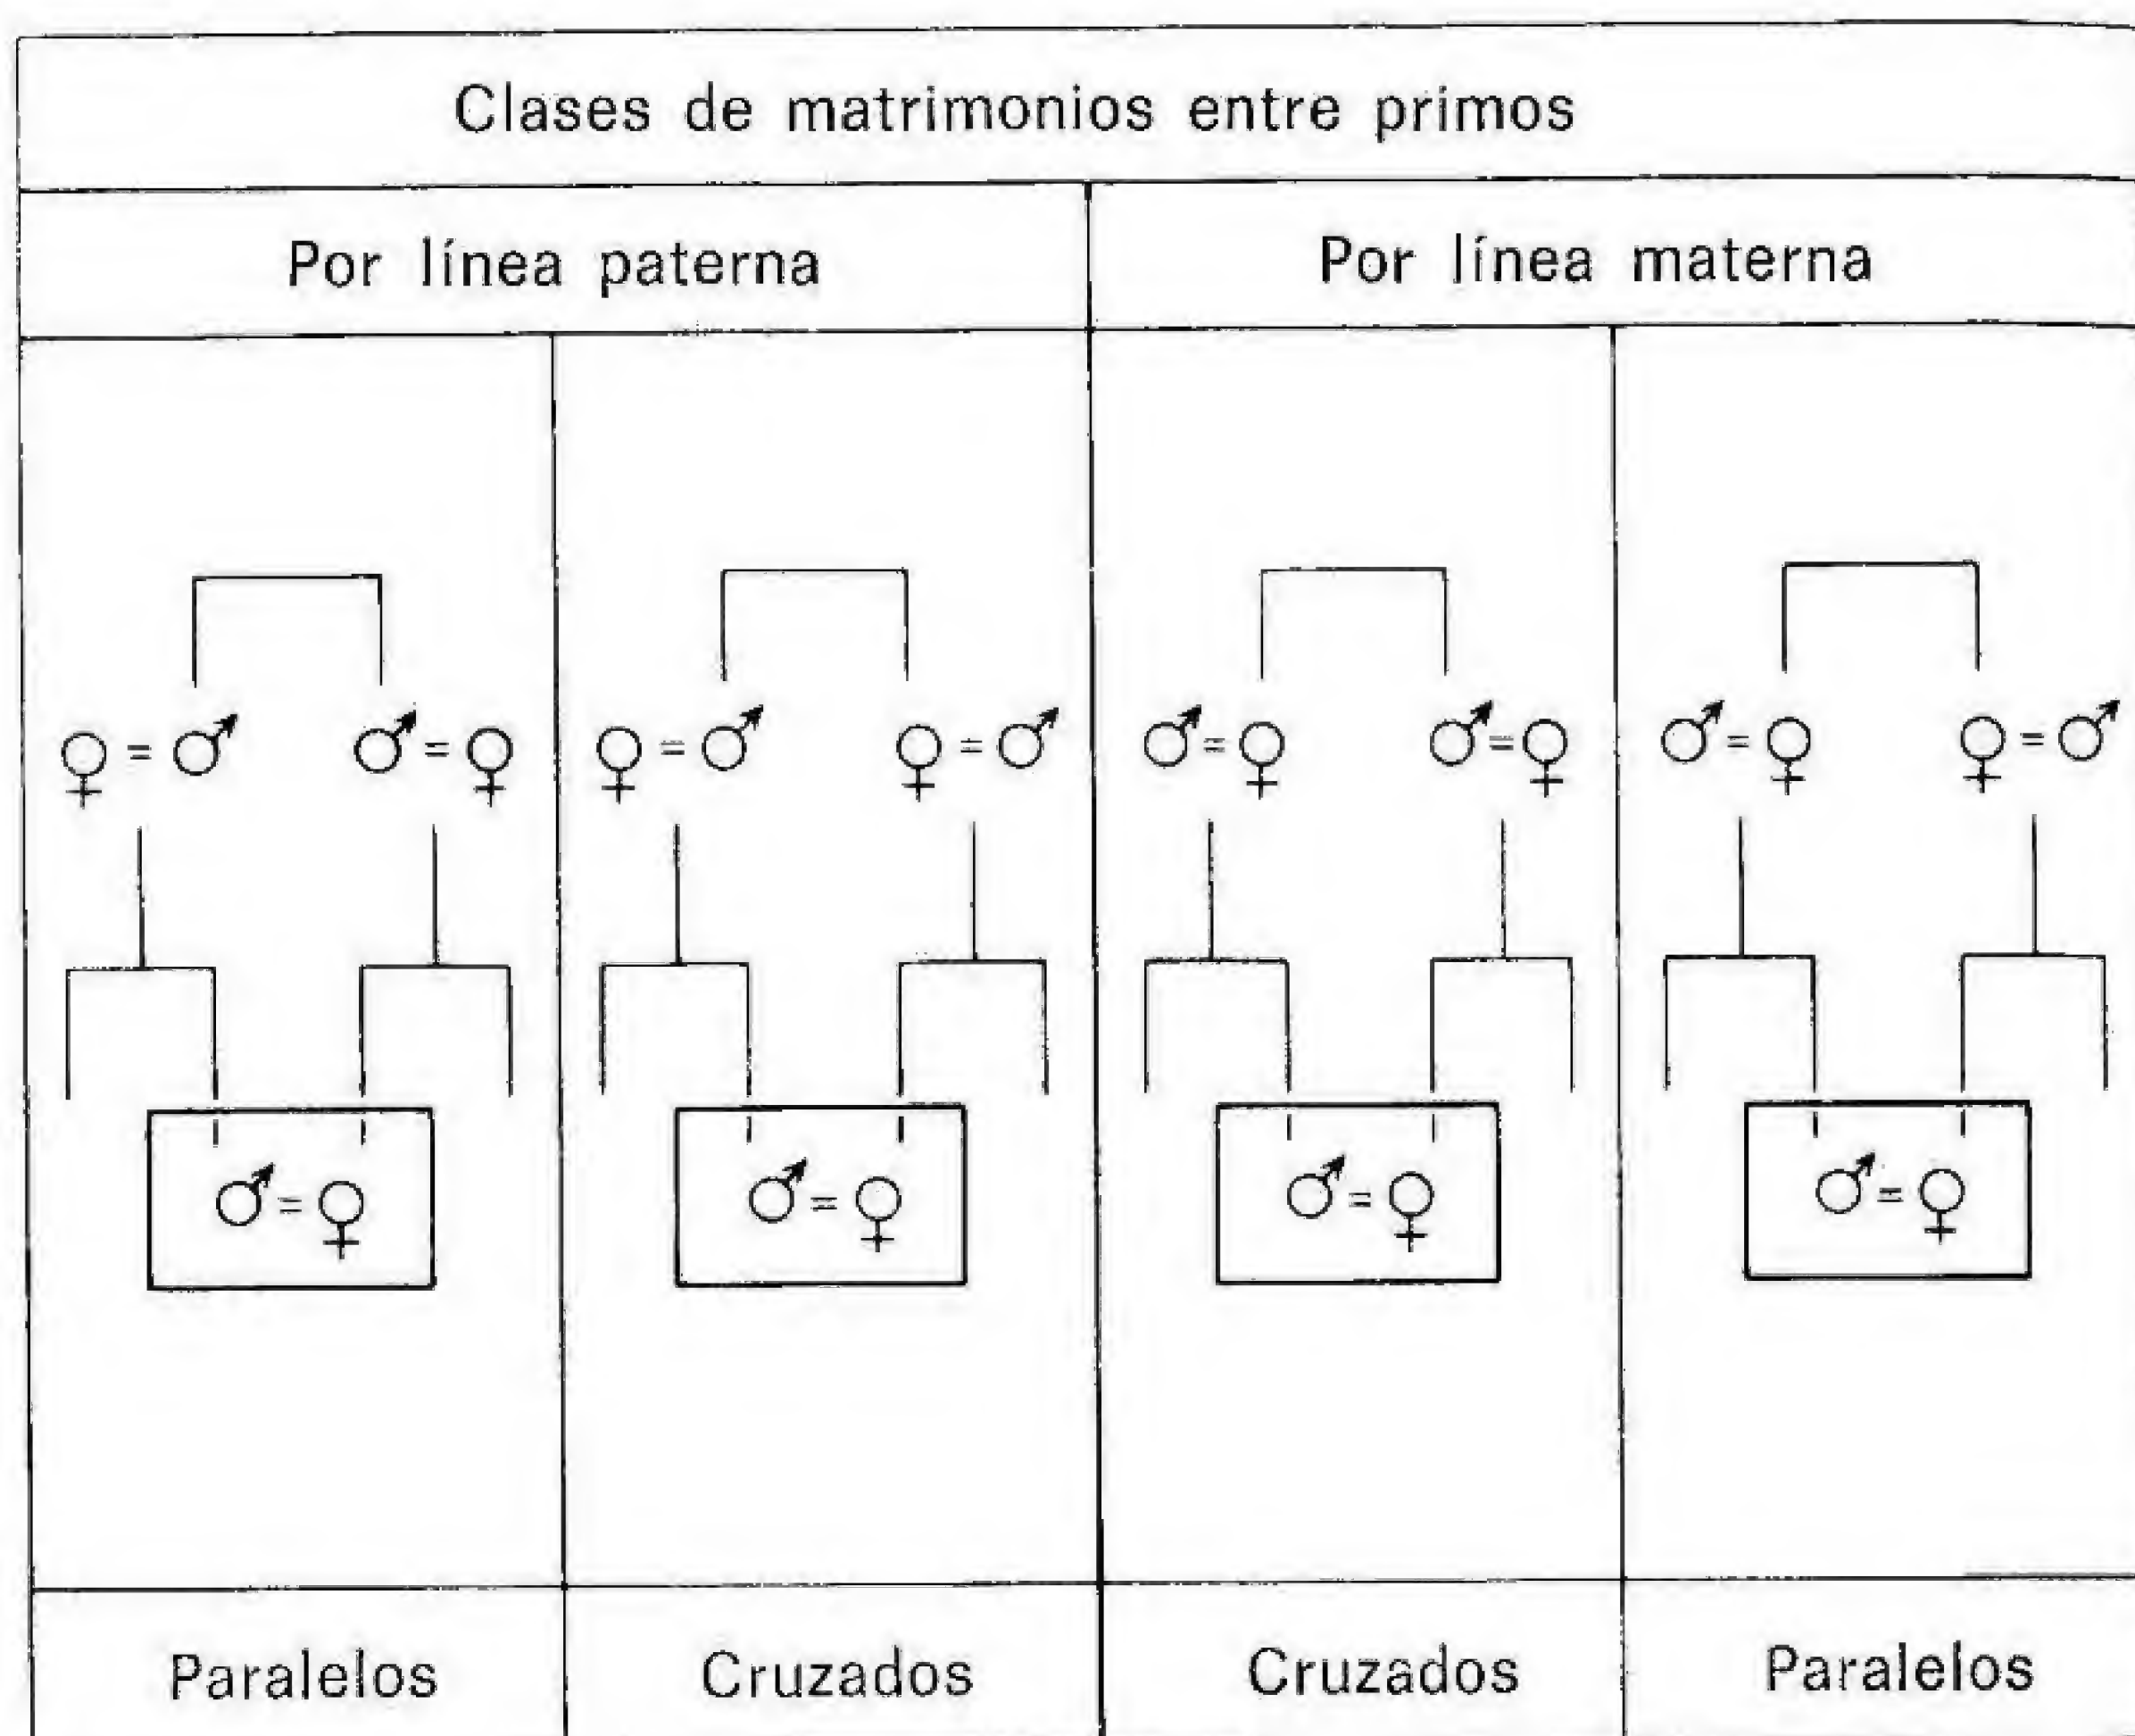 Clases de matrimonios entre primos
Por línea paterna
Por línea materna
♀ = ♂ ♂ = ♀
♀ = ♂ ♀ = ♂
♂ = ♀ ♂ = ♀
♂ = ♀ ♀ = ♂
♂ = ♀
♂ = ♀
♂ = ♀
♂ = ♀
Paralelos
Cruzados
Cruzados
Paralelos